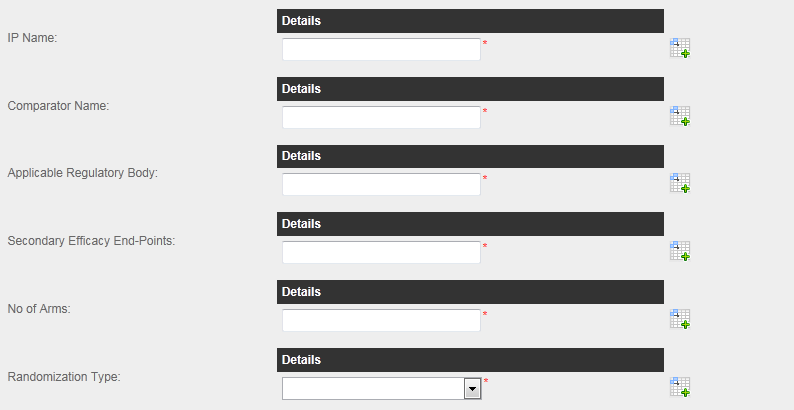 Details
IP Name:
*
Details
Comparator Name:
*
Details
Applicable Regulatory Body:
*
Details
Secondary Efficacy End-Points:
*
Details
No of Arms:
*
Details
Randomization Type:
*